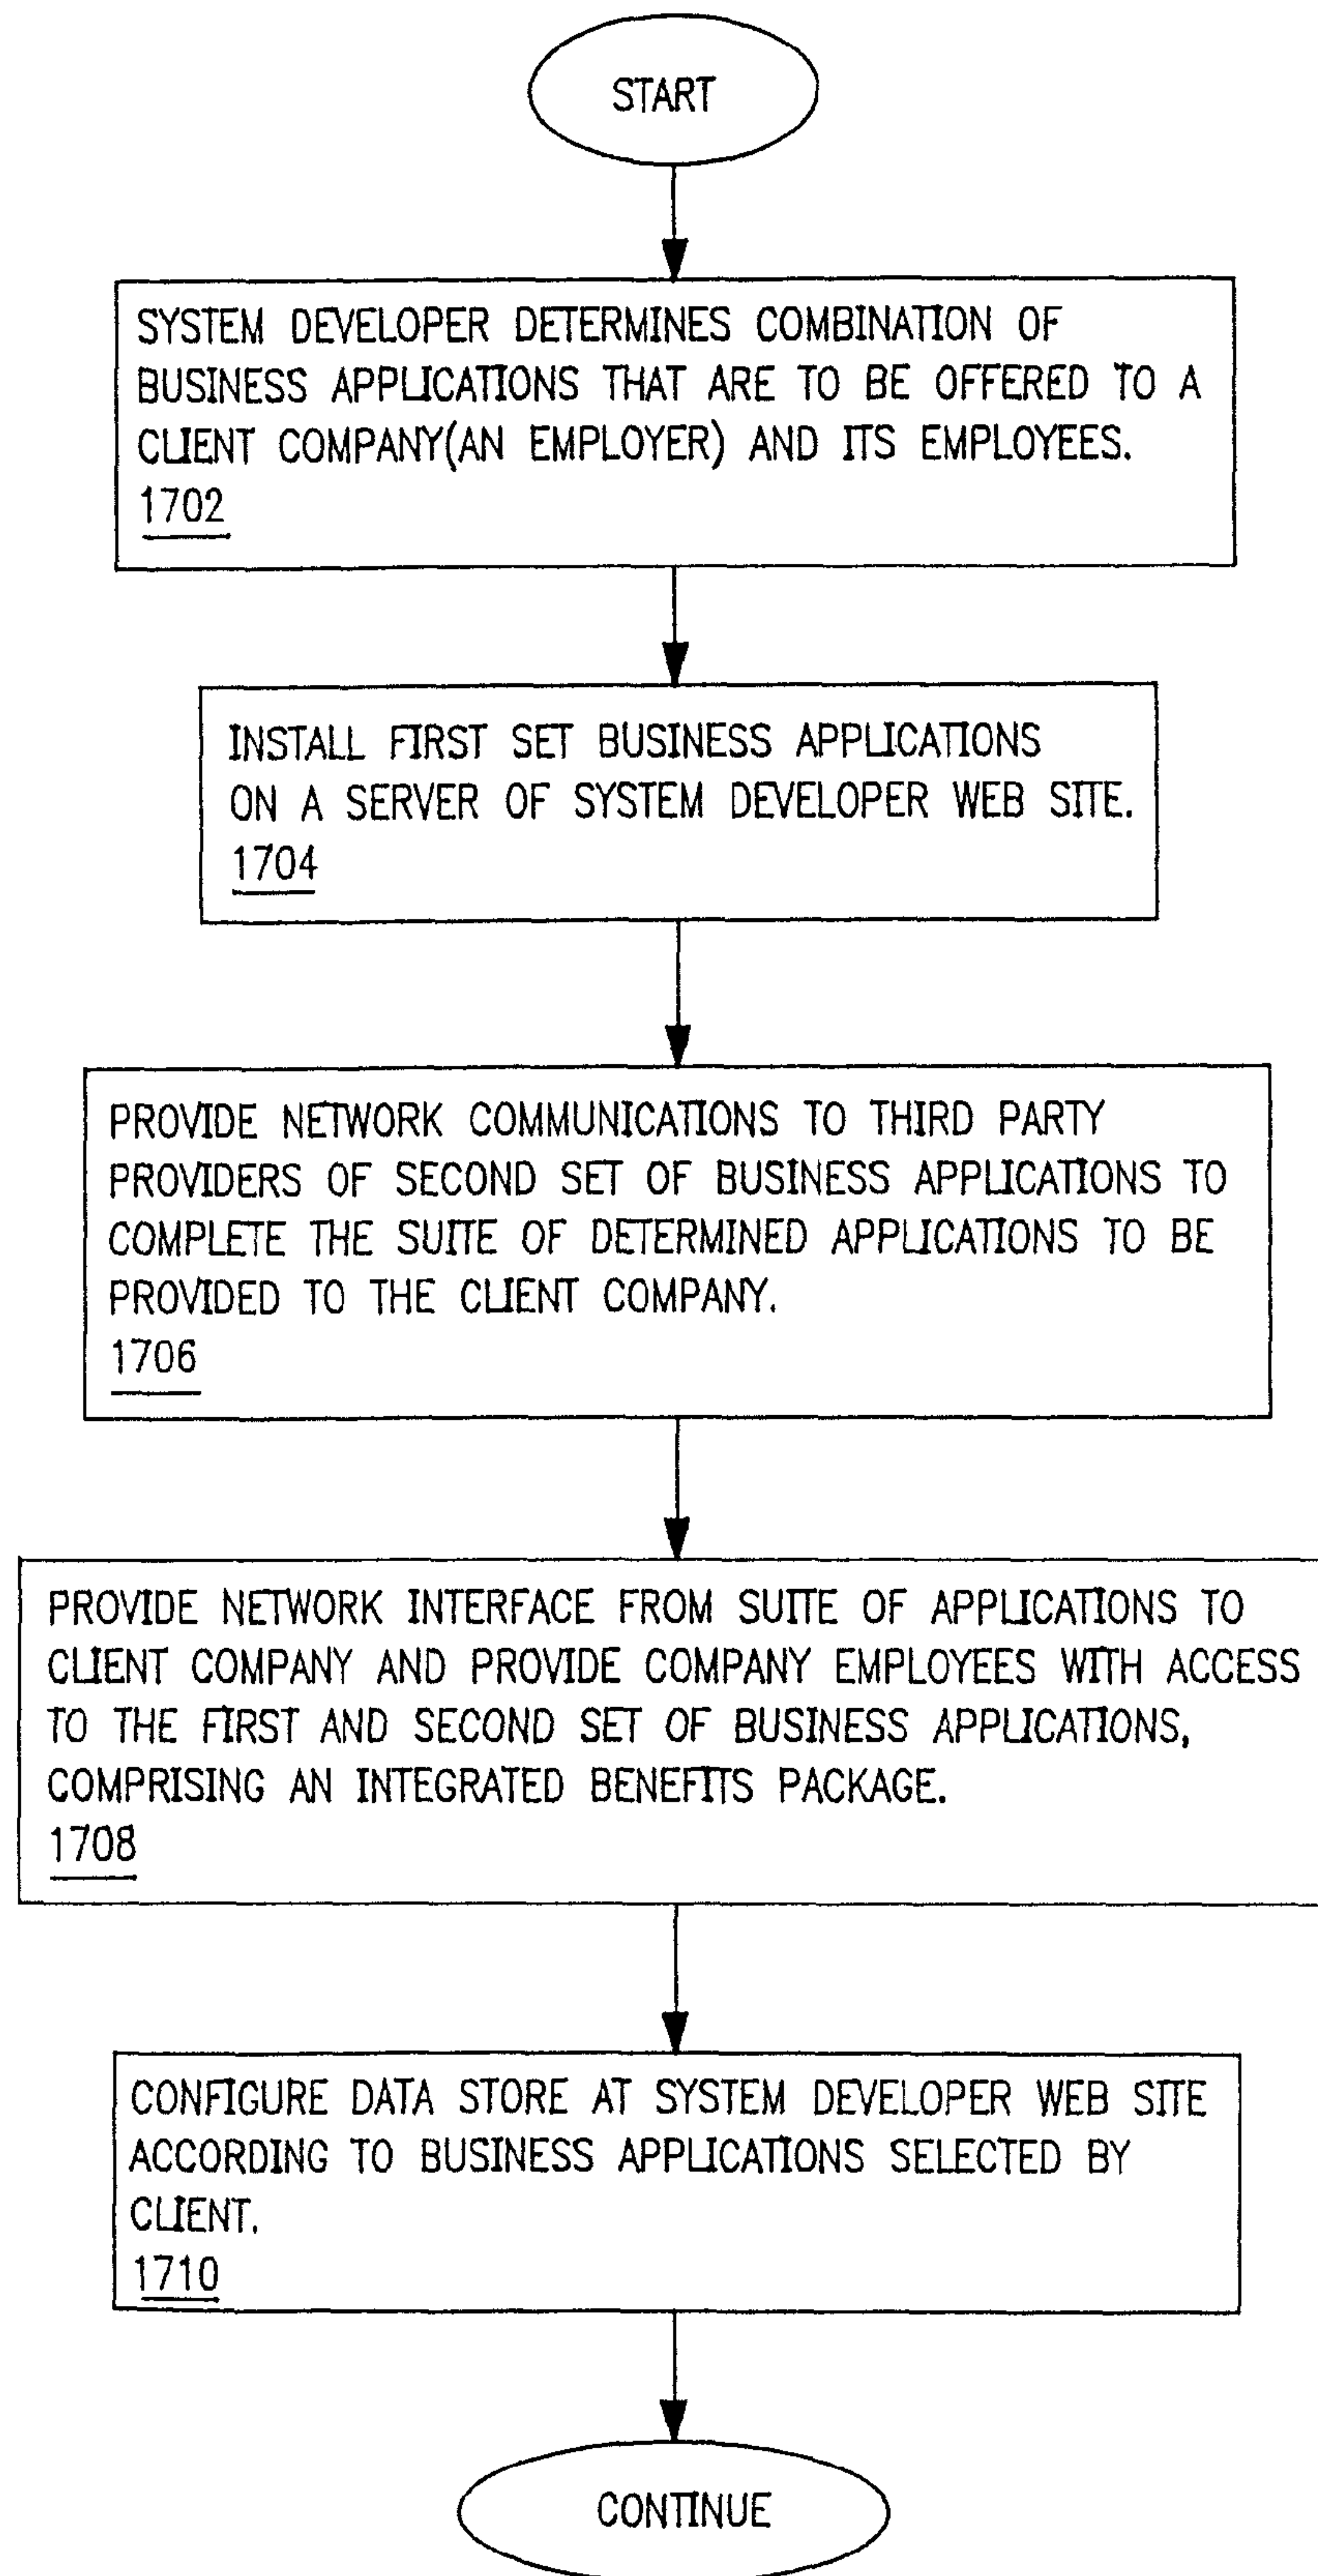 START
SYSTEM DEVELOPER DETERMINES COMBINATION OF
BUSINESS APPLICATIONS THAT ARE TO BE OFFERED TO A
CLIENT COMPANY(AN EMPLOYER) AND ITS EMPLOYEES.
1702
INSTALL FIRST SET BUSINESS APPLICATIONS
ON A SERVER OF SYSTEM DEVELOPER WEB SITE.
1704
PROVIDE NETWORK COMMUNICATIONS TO THIRD PARTY
PROVIDERS OF SECOND SET OF BUSINESS APPLICATIONS TO
COMPLETE THE SUITE OF DETERMINED APPLICATIONS TO BE
PROVIDED TO THE CLIENT COMPANY.
1706
PROVIDE NETWORK INTERFACE FROM SUITE OF APPLICATIONS TO
CLIENT COMPANY AND PROVIDE COMPANY EMPLOYEES WITH ACCESS
TO THE FIRST AND SECOND SET OF BUSINESS APPLICATIONS,
COMPRISING AN INTEGRATED BENEFITS PACKAGE.
1708
CONFIGURE DATA STORE AT SYSTEM DEVELOPER WEB SITE
ACCORDING TO BUSINESS APPLICATIONS SELECTED BY
CLIENT.
1710
CONTINUE